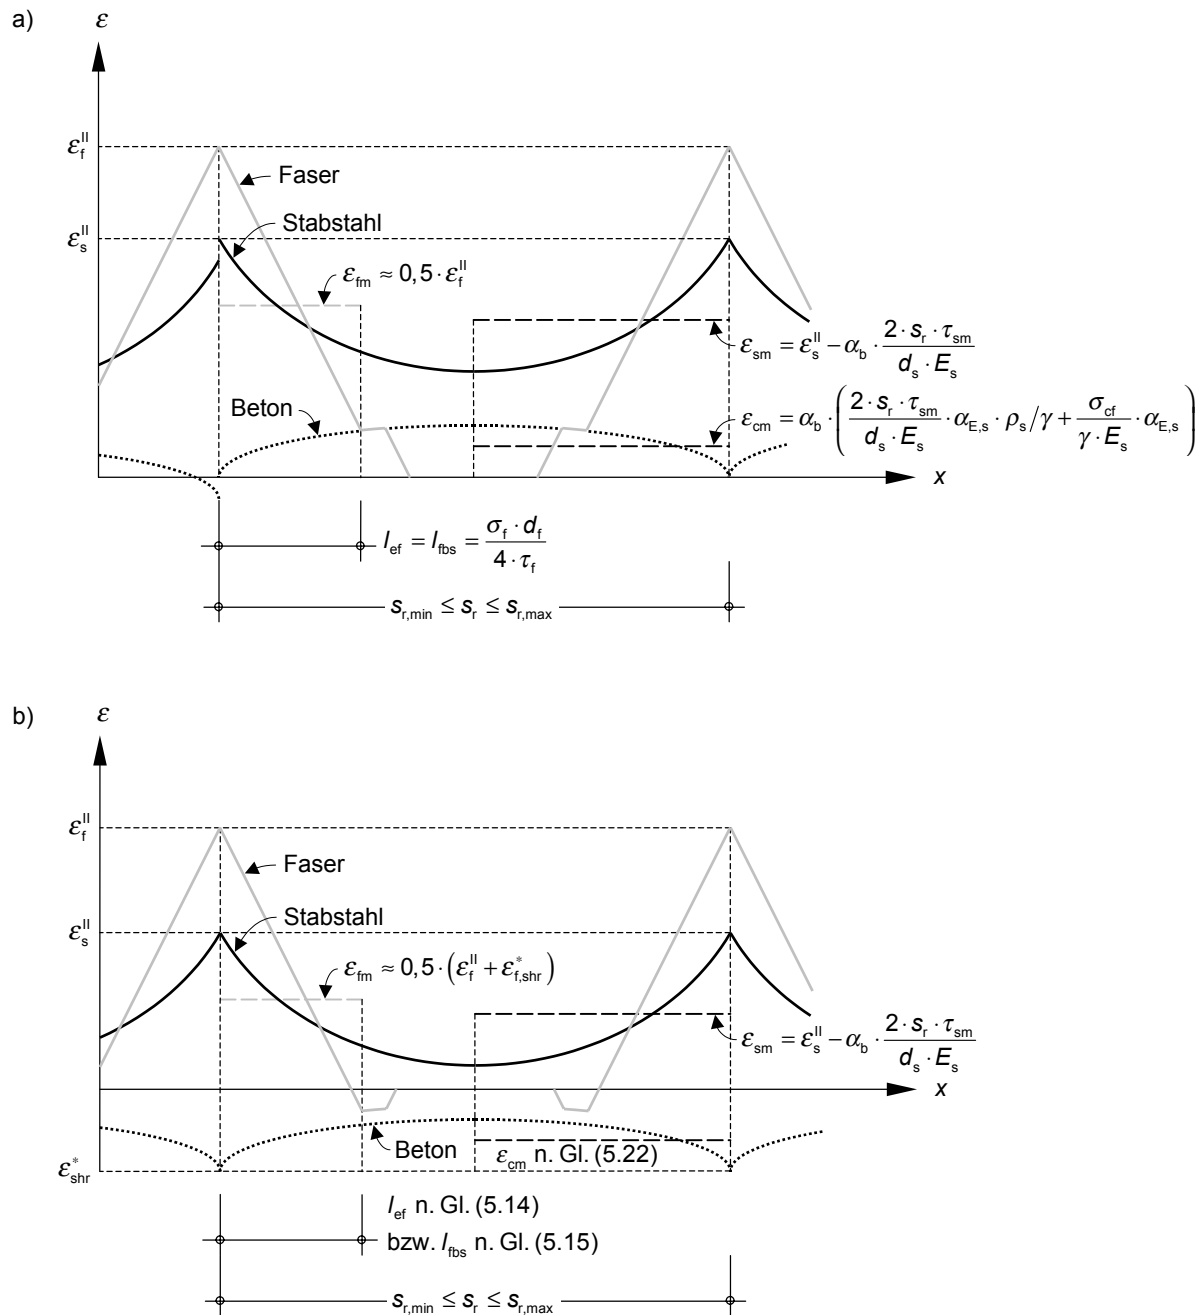 a)
ε
ε_f^II
Faser
Stabstahl
ε_s^II
ε_fm ≈ 0,5 · ε_f^II
ε_sm = ε_s^II − α_b · (2 · s_r · τ_sm) / (d_s · E_s)
Beton
ε_cm = α_b · ( (2 · s_r · τ_sm) / (d_s · E_s) · α_E,s · ρ_s/γ + σ_cf / (γ · E_s) · α_E,s )
x
l_ef = l_fbs = (σ_f · d_f) / (4 · τ_f)
s_r,min ≤ s_r ≤ s_r,max
b)
ε
ε_f^II
Faser
Stabstahl
ε_s^II
ε_fm ≈ 0,5 · (ε_f^II + ε*_f,shr)
ε_sm = ε_s^II − α_b · (2 · s_r · τ_sm) / (d_s · E_s)
x
Beton
ε_cm n. Gl. (5.22)
ε*_shr
l_ef n. Gl. (5.14)
bzw. l_fbs n. Gl. (5.15)
s_r,min ≤ s_r ≤ s_r,max